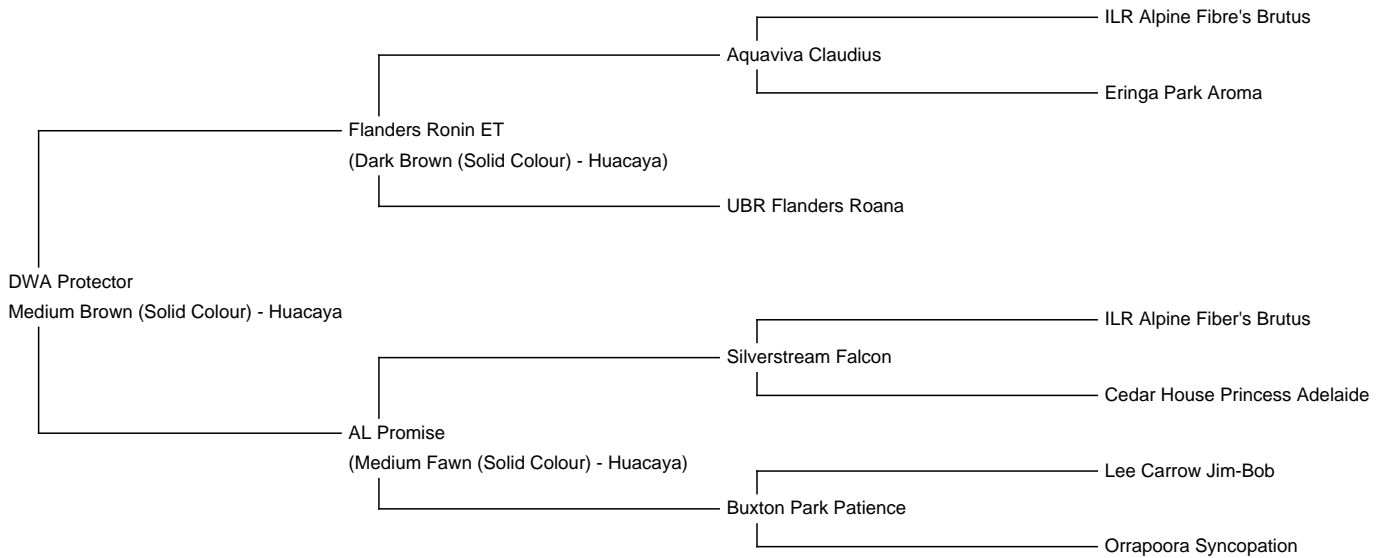 ILR Alpine Fibre's Brutus
Aquaviva Claudius
Eringa Park Aroma
Flanders Ronin ET
(Dark Brown (Solid Colour) - Huacaya)
UBR Flanders Roana
DWA Protector
Medium Brown (Solid Colour) - Huacaya
ILR Alpine Fiber's Brutus
Silverstream Falcon
Cedar House Princess Adelaide
AL Promise
(Medium Fawn (Solid Colour) - Huacaya)
Lee Carrow Jim-Bob
Buxton Park Patience
Orrapoora Syncopation